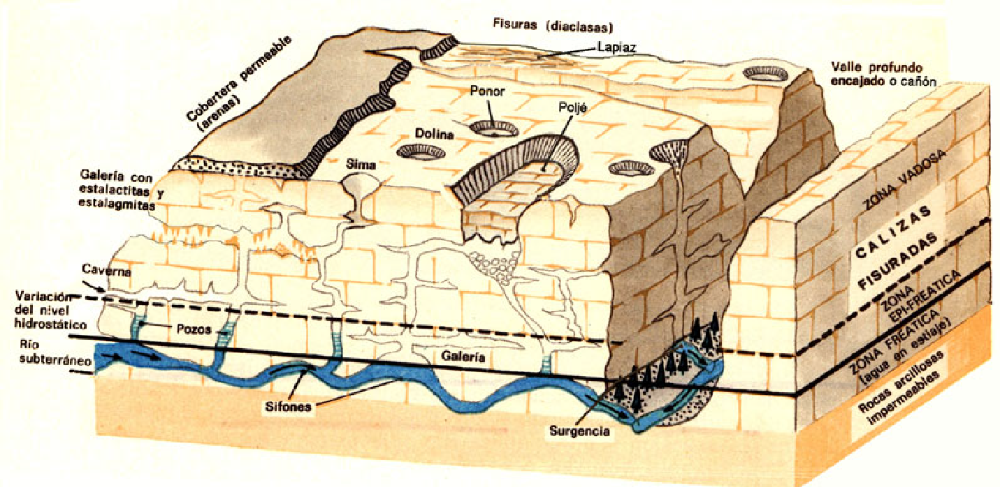 Fisuras (diaclasas)
Lapiaz
Cobertera permeable
(arenas)
Valle profundo
encajado o cañón
Ponor
Poljé
Dolina
Sima
Galería con
estalactitas y
estalagmitas
ZONA VADOSA
CALIZAS
FISURADAS
Caverna
Variación
del nivel
hidrostático
ZONA
EPI-FREATICA
Pozos
Río
subterráneo
Galería
ZONA FREATICA
(agua en estiaje)
Sifones
Surgencia
Rocas arcillosas
impermeables